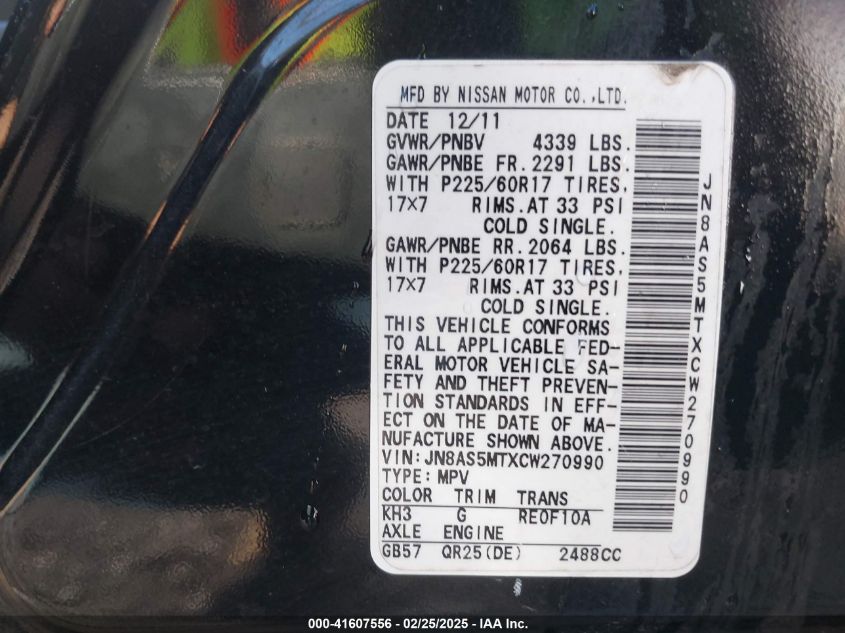 MFD BY NISSAN MOTOR CO.,LTD.
DATE 12/11
GVWR/PNBV 4339 LBS.
GAWR/PNBE FR.2291 LBS.
WITH P225/60R17 TIRES,
17×7 RIMS.AT 33 PSI
COLD SINGLE.
GAWR/PNBE RR.2064 LBS.
WITH P225/60R17 TIRES,
17×7 RIMS.AT 33 PSI
COLD SINGLE.
THIS VEHICLE CONFORMS
TO ALL APPLICABLE FED-
ERAL MOTOR VEHICLE SA-
FETY AND THEFT PREVEN-
TION STANDARDS IN EFF-
ECT ON THE DATE OF MA-
NUFACTURE SHOWN ABOVE.
VIN:JN8AS5MTXCW270990
TYPE:MPV
COLOR TRIM TRANS
KH3 G RE0F10A
AXLE ENGINE
GB57 QR25(DE) 2488CC
JN8AS5MTXCW270990
000-41607556 - 02/25/2025 - IAA Inc.